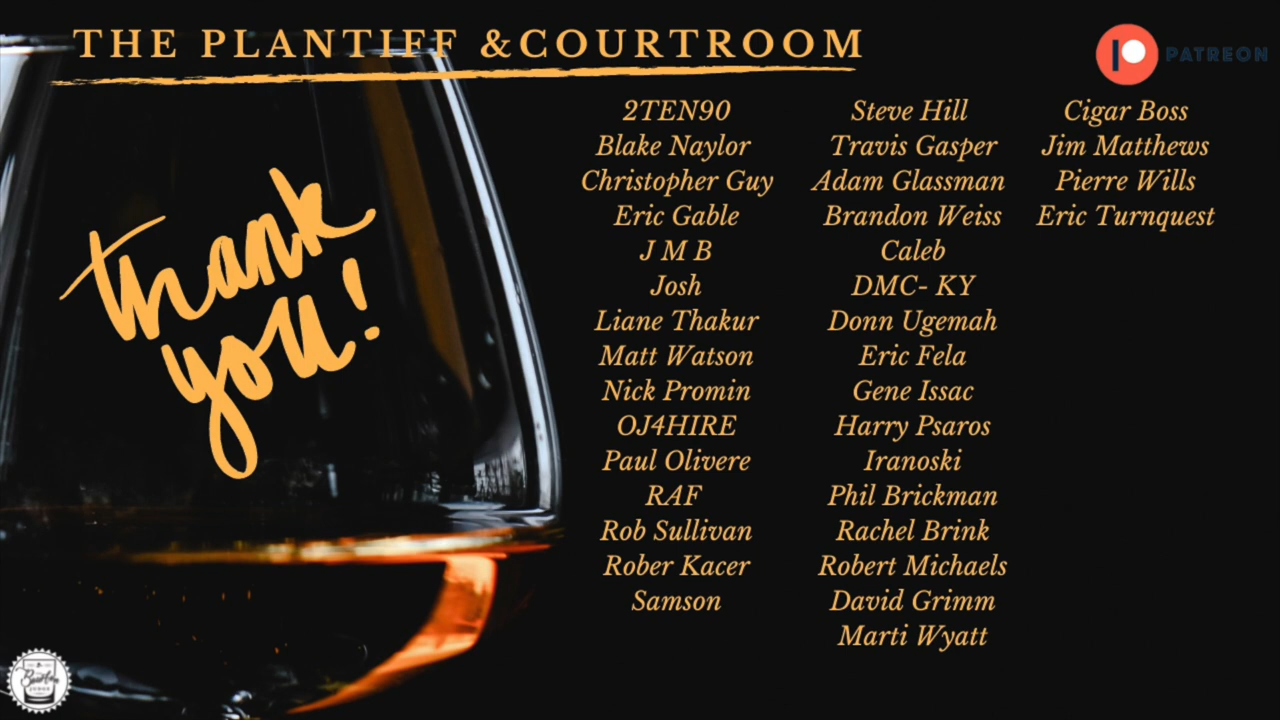 THE PLANTIFF &COURTROOM
PATREON
thank
you!
2TEN90
Blake Naylor
Christopher Guy
Eric Gable
J M B
Josh
Liane Thakur
Matt Watson
Nick Promin
OJ4HIRE
Paul Olivere
RAF
Rob Sullivan
Rober Kacer
Samson
Steve Hill
Travis Gasper
Adam Glassman
Brandon Weiss
Caleb
DMC- KY
Donn Ugemah
Eric Fela
Gene Issac
Harry Psaros
Iranoski
Phil Brickman
Rachel Brink
Robert Michaels
David Grimm
Marti Wyatt
Cigar Boss
Jim Matthews
Pierre Wills
Eric Turnquest
Bourbon
JUDGE